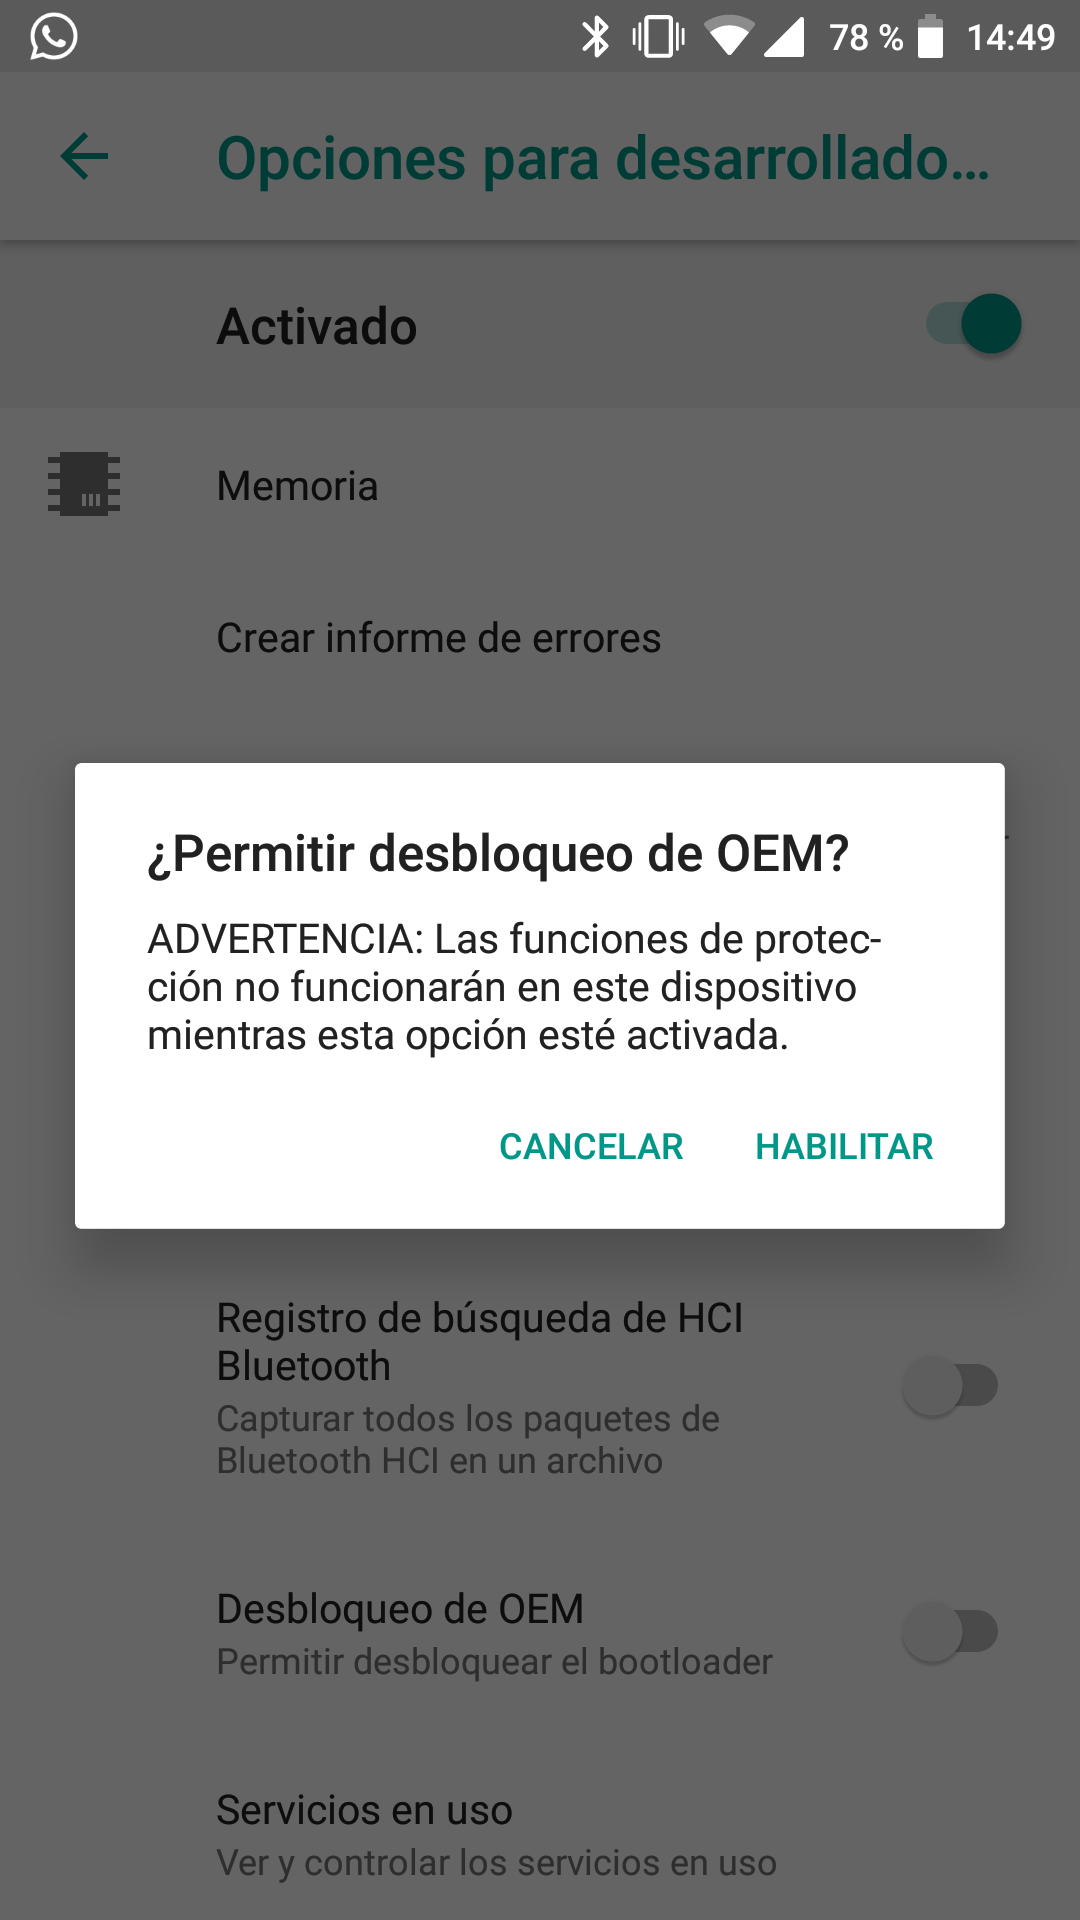 78 % 14:49
Opciones para desarrollado...
Activado
Memoria
Crear informe de errores
¿Permitir desbloqueo de OEM?
ADVERTENCIA: Las funciones de protec-
ción no funcionarán en este dispositivo
mientras esta opción esté activada.
CANCELAR HABILITAR
Registro de búsqueda de HCI
Bluetooth
Capturar todos los paquetes de
Bluetooth HCI en un archivo
Desbloqueo de OEM
Permitir desbloquear el bootloader
Servicios en uso
Ver y controlar los servicios en uso